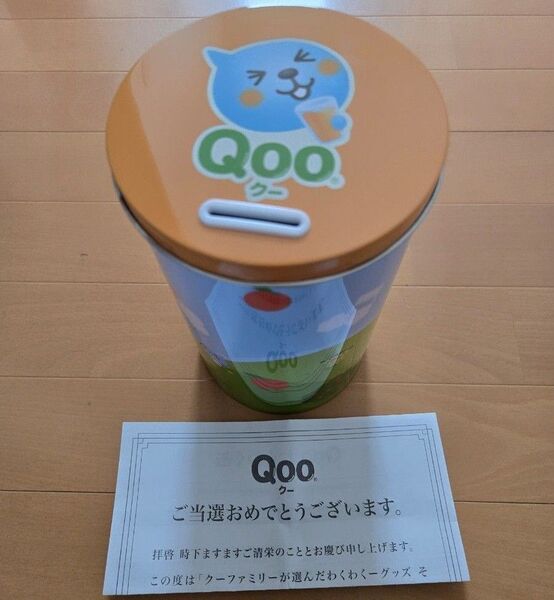 Qoo®
クー
Qoo
Qoo®
クー
ご当選おめでとうございます。
拝啓 時下ますますご清栄のこととお慶び申し上げます。
この度は「クーファミリーが選んだわくわくーグッズ そ